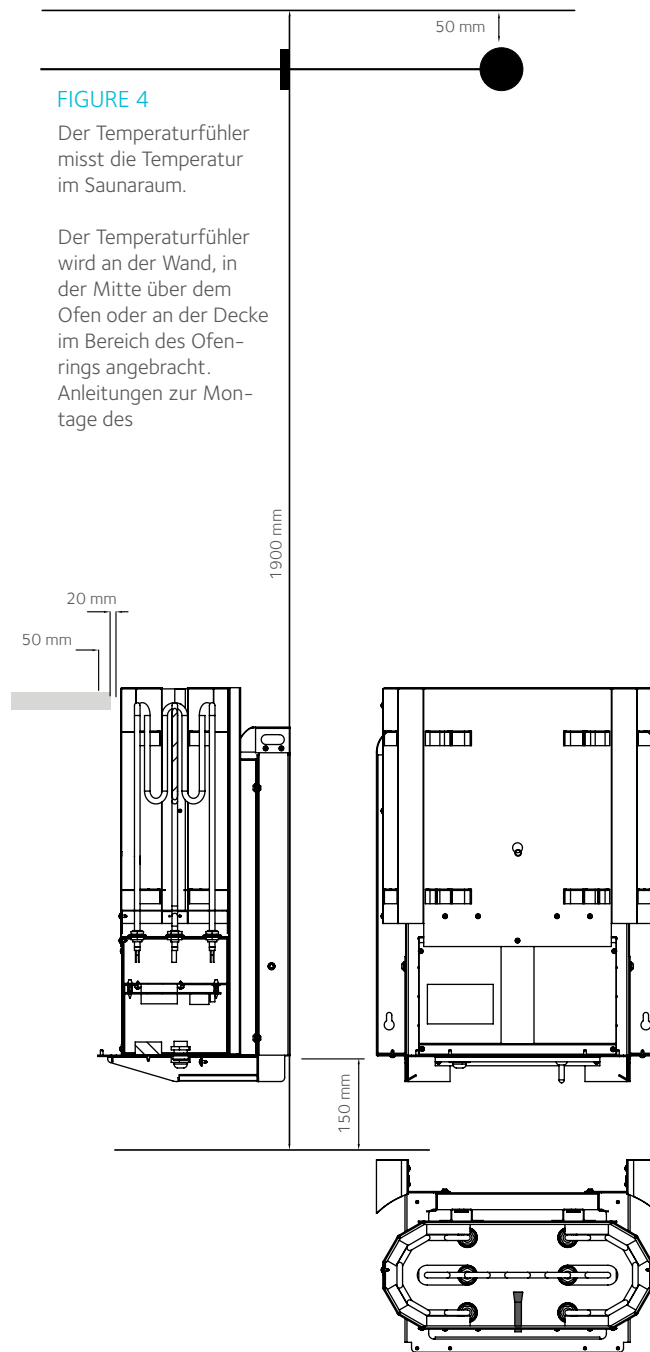 50 mm
FIGURE 4
Der Temperaturfühler
misst die Temperatur
im Saunaraum.
Der Temperaturfühler
wird an der Wand, in
der Mitte über dem
Ofen oder an der Decke
im Bereich des Ofen-
rings angebracht.
Anleitungen zur Mon-
tage des
1900 mm
20 mm
50 mm
150 mm